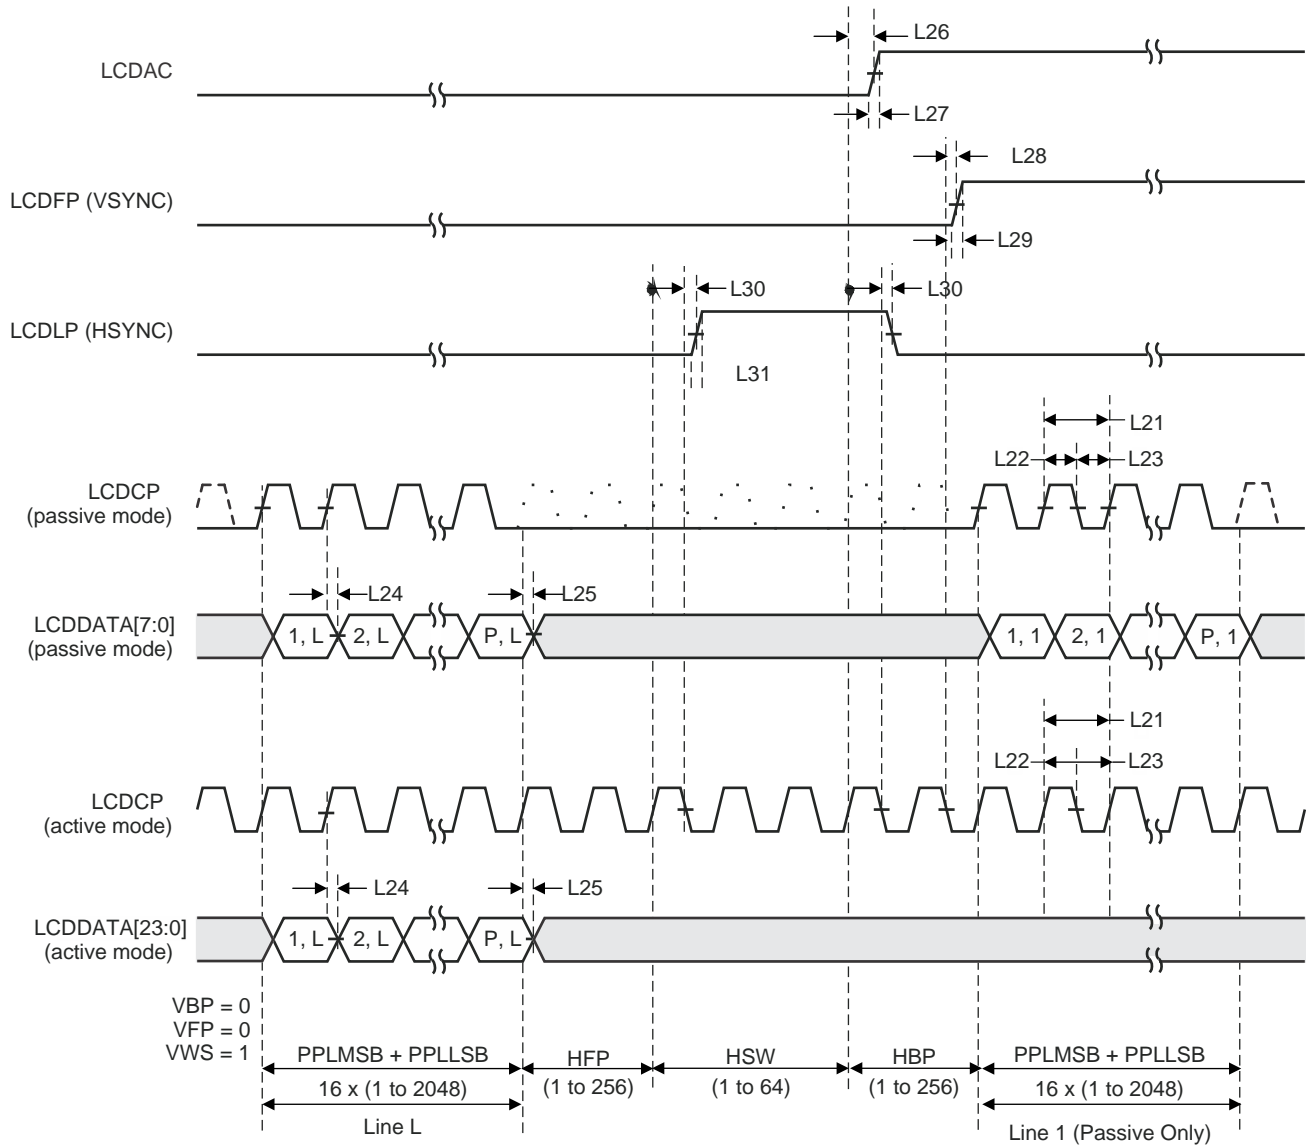 L26
LCDAC
L27
L28
LCDFP (VSYNC)
L29
L30
L30
LCDLP (HSYNC)
L31
L21
L22
L23
LCDCP
(passive mode)
L24
L25
LCDDATA[7:0]
(passive mode)
1, L
2, L
P, L
1, 1
2, 1
P, 1
L21
L22
L23
LCDCP
(active mode)
L24
L25
LCDDATA[23:0]
(active mode)
1, L
2, L
P, L
VBP = 0
VFP = 0
VWS = 1
PPLMSB + PPLLSB
HFP
HSW
HBP
PPLMSB + PPLLSB
16 x (1 to 2048)
(1 to 256)
(1 to 64)
(1 to 256)
16 x (1 to 2048)
Line L
Line 1 (Passive Only)